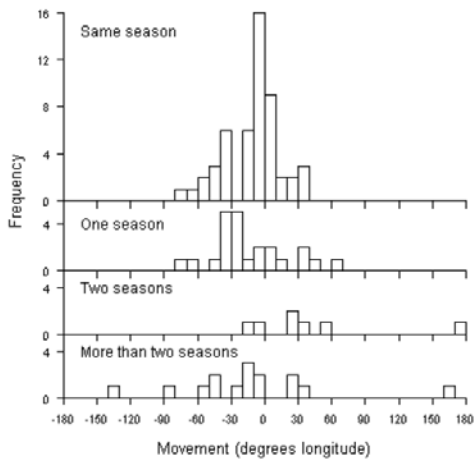 16
Same season
12
8
4
0
Frequency
One season
4
0
Two seasons
4
0
More than two seasons
4
0
-180 -150 -120 -90 -60 -30 0 30 60 90 120 150 180
Movement (degrees longitude)